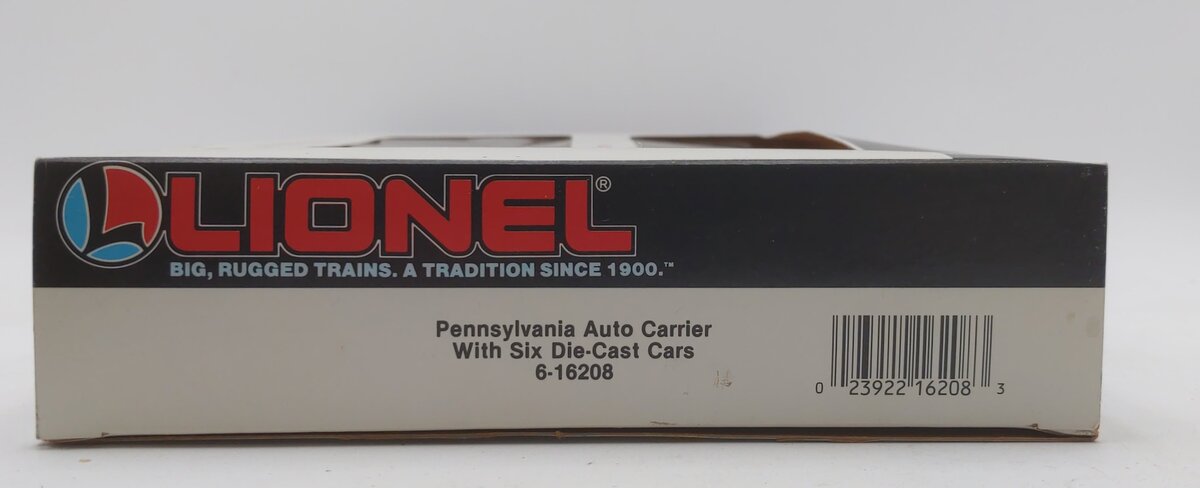 LIONEL®
BIG, RUGGED TRAINS. A TRADITION SINCE 1900.™
Pennsylvania Auto Carrier
With Six Die-Cast Cars
6-16208
0 23922 16208 3